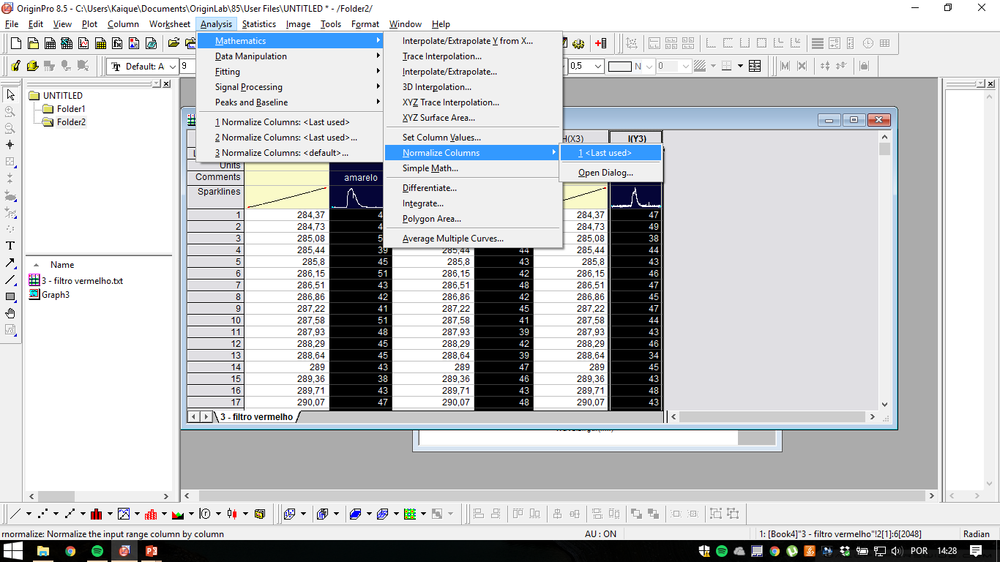 OriginPro 8.5 - C:\Users\Kaique\Documents\OriginLab\85\User Files\UNTITLED * - /Folder2/
File Edit View Plot Column Worksheet Analysis Statistics Image Tools Format Window Help
Default: A 9 0,5 N 0
UNTITLED
Folder1
Folder2
Name
3 - filtro vermelho.txt
Graph3
Mathematics
Data Manipulation
Fitting
Signal Processing
Peaks and Baseline
1 Normalize Columns: <Last used>
2 Normalize Columns: <Last used>...
3 Normalize Columns: <default>...
Interpolate/Extrapolate Y from X...
Trace Interpolation...
Interpolate/Extrapolate...
3D Interpolation...
XYZ Trace Interpolation...
XYZ Surface Area...
Set Column Values...
Normalize Columns
Simple Math...
Differentiate...
Integrate...
Polygon Area...
Average Multiple Curves...
1 <Last used>
Open Dialog...
H(X3) I(Y3)
Units
Comments amarelo
Sparklines
1 284,37 4 284,37 47
2 284,73 4 284,73 49
3 285,08 5 285,08 38
4 285,44 39 285,44 44 285,44 44
5 285,8 45 285,8 43 285,8 43
6 286,15 51 286,15 42 286,15 46
7 286,51 43 286,51 48 286,51 47
8 286,86 42 286,86 42 286,86 45
9 287,22 41 287,22 45 287,22 47
10 287,58 51 287,58 41 287,58 44
11 287,93 48 287,93 39 287,93 43
12 288,29 45 288,29 42 288,29 46
13 288,64 45 288,64 39 288,64 34
14 289 43 289 47 289 45
15 289,36 38 289,36 46 289,36 43
16 289,71 43 289,71 43 289,71 48
17 290,07 47 290,07 48 290,07 43
3 - filtro vermelho
rnormalize: Normalize the input range column by column
AU : ON
1: [Book4]"3 - filtro vermelho"!2[1]:6[2048]
Radian
POR 14:28